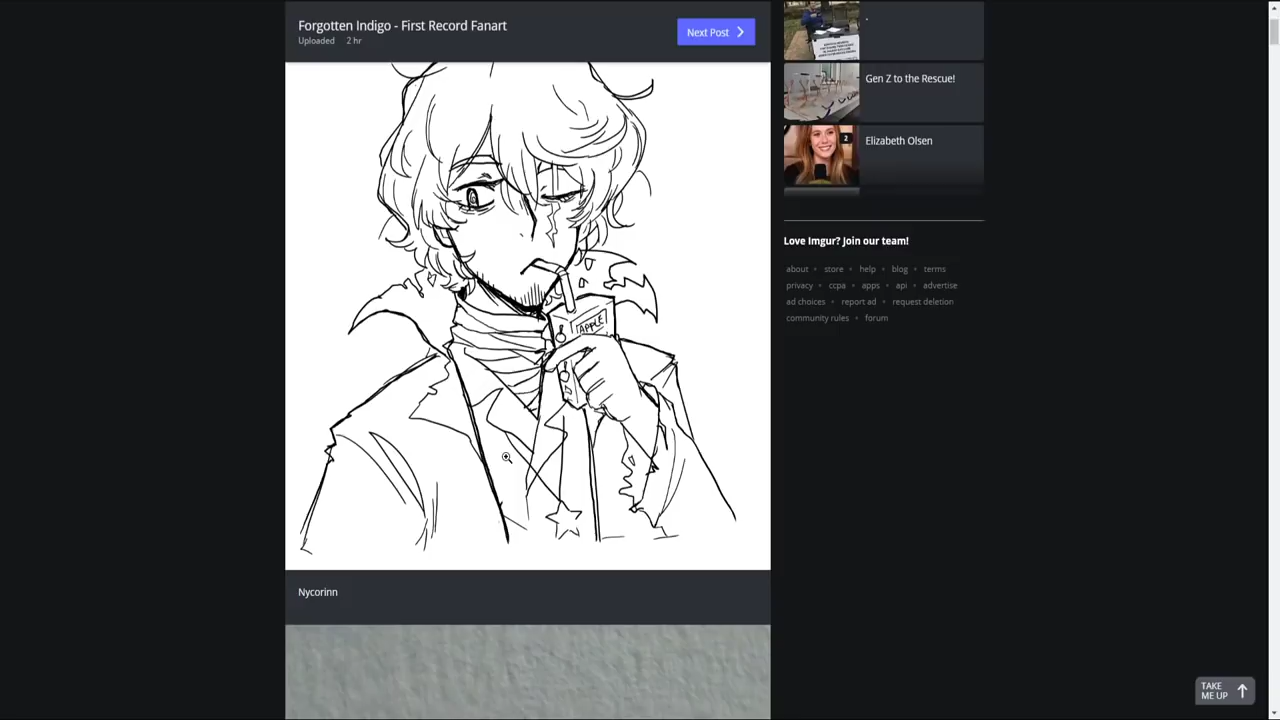 Forgotten Indigo - First Record Fanart
Uploaded 2 hr
Next Post
APPLE
Nycorinn
.
Gen Z to the Rescue!
2
Elizabeth Olsen
Love Imgur? Join our team!
about • store • help • blog • terms
privacy • ccpa • apps • api • advertise
ad choices • report ad • request deletion
community rules • forum
TAKE
ME UP